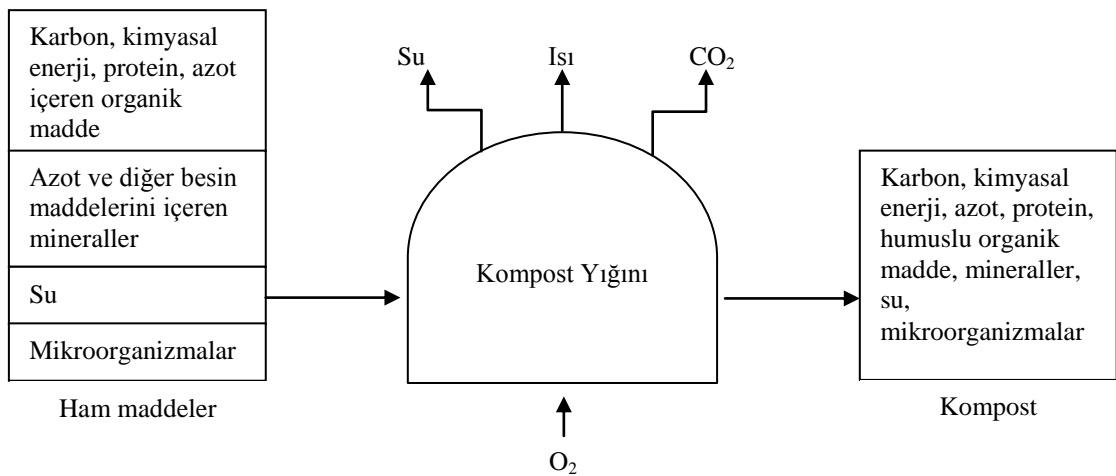 Karbon, kimyasal
enerji, protein, azot
içeren organik
madde
Azot ve diğer besin
maddelerini içeren
mineraller
Su
Mikroorganizmalar
Ham maddeler
Su
Isı
CO₂
Kompost Yığını
O₂
Karbon, kimyasal
enerji, azot, protein,
humuslu organik
madde, mineraller,
su,
mikroorganizmalar
Kompost